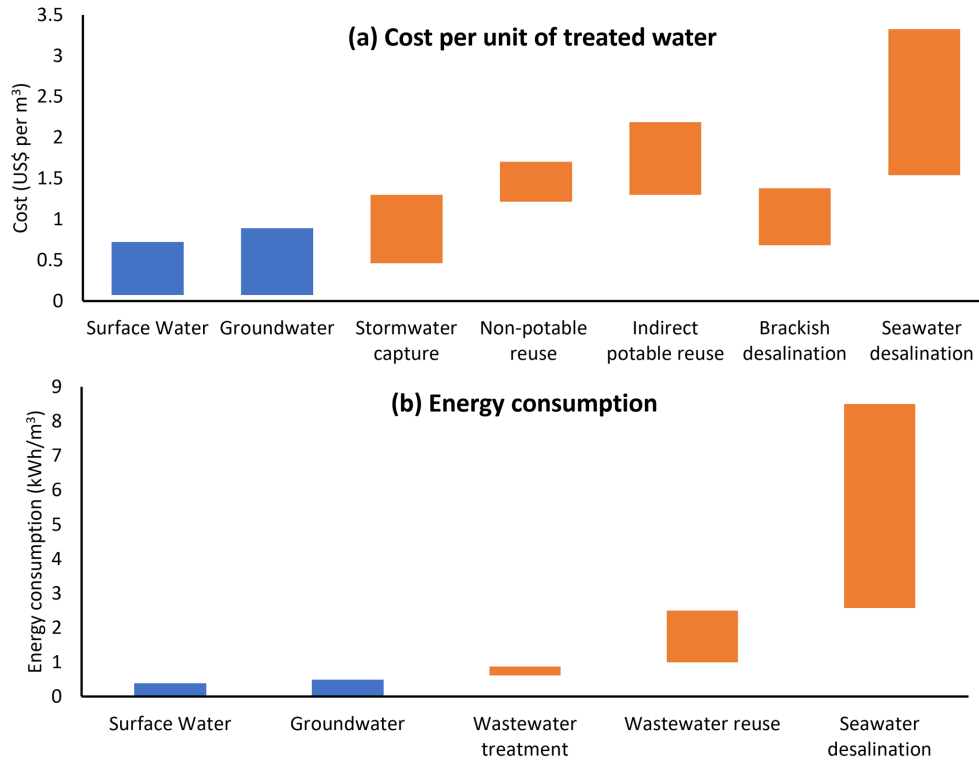 (a) Cost per unit of treated water
Cost (US$ per m³)
3.5
3
2.5
2
1.5
1
0.5
0
Surface Water
Groundwater
Stormwater
capture
Non-potable
reuse
Indirect
potable reuse
Brackish
desalination
Seawater
desalination
(b) Energy consumption
Energy consumption (kWh/m³)
9
8
7
6
5
4
3
2
1
0
Surface Water
Groundwater
Wastewater
treatment
Wastewater reuse
Seawater
desalination